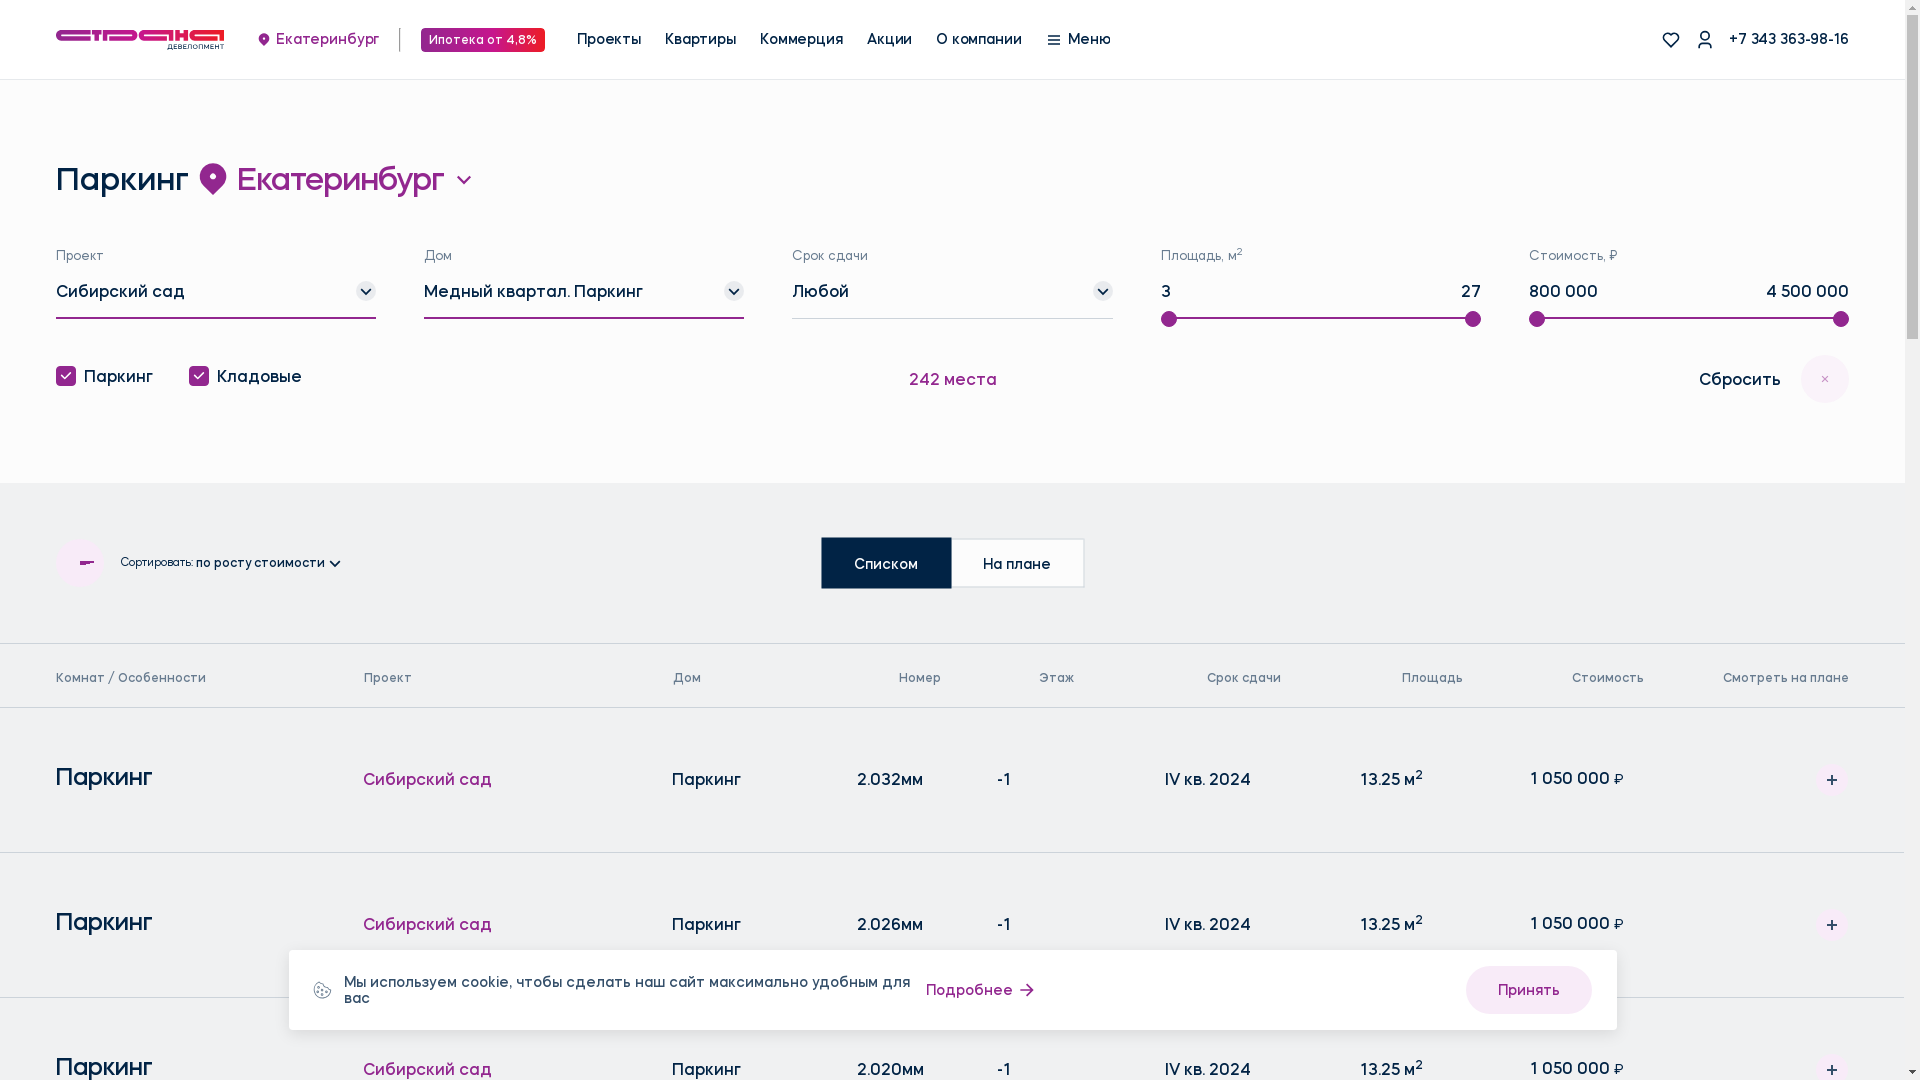 страна
ДЕВЕЛОПМЕНТ
Екатеринбург
Ипотека от 4,8%
Проекты
Квартиры
Коммерция
Акции
О компании
Меню
+7 343 363-98-16
Паркинг Екатеринбург
Проект
Дом
Срок сдачи
Площадь, м²
Стоимость, ₽
Сибирский сад
Медный квартал. Паркинг
Любой
3
27
800 000
4 500 000
Паркинг
Кладовые
242 места
Сбросить
Сортировать: по росту стоимости
Списком
На плане
Комнат / Особенности
Проект
Дом
Номер
Этаж
Срок сдачи
Площадь
Стоимость
Смотреть на плане
Паркинг
Сибирский сад
Паркинг
2.032мм
-1
IV кв. 2024
13.25 м²
1 050 000 ₽
Паркинг
Сибирский сад
Паркинг
2.026мм
-1
IV кв. 2024
13.25 м²
1 050 000 ₽
Мы используем cookie, чтобы сделать наш сайт максимально удобным для
вас
Подробнее
Принять
Паркинг
Сибирский сад
Паркинг
2.020мм
-1
IV кв. 2024
13.25 м²
1 050 000 ₽